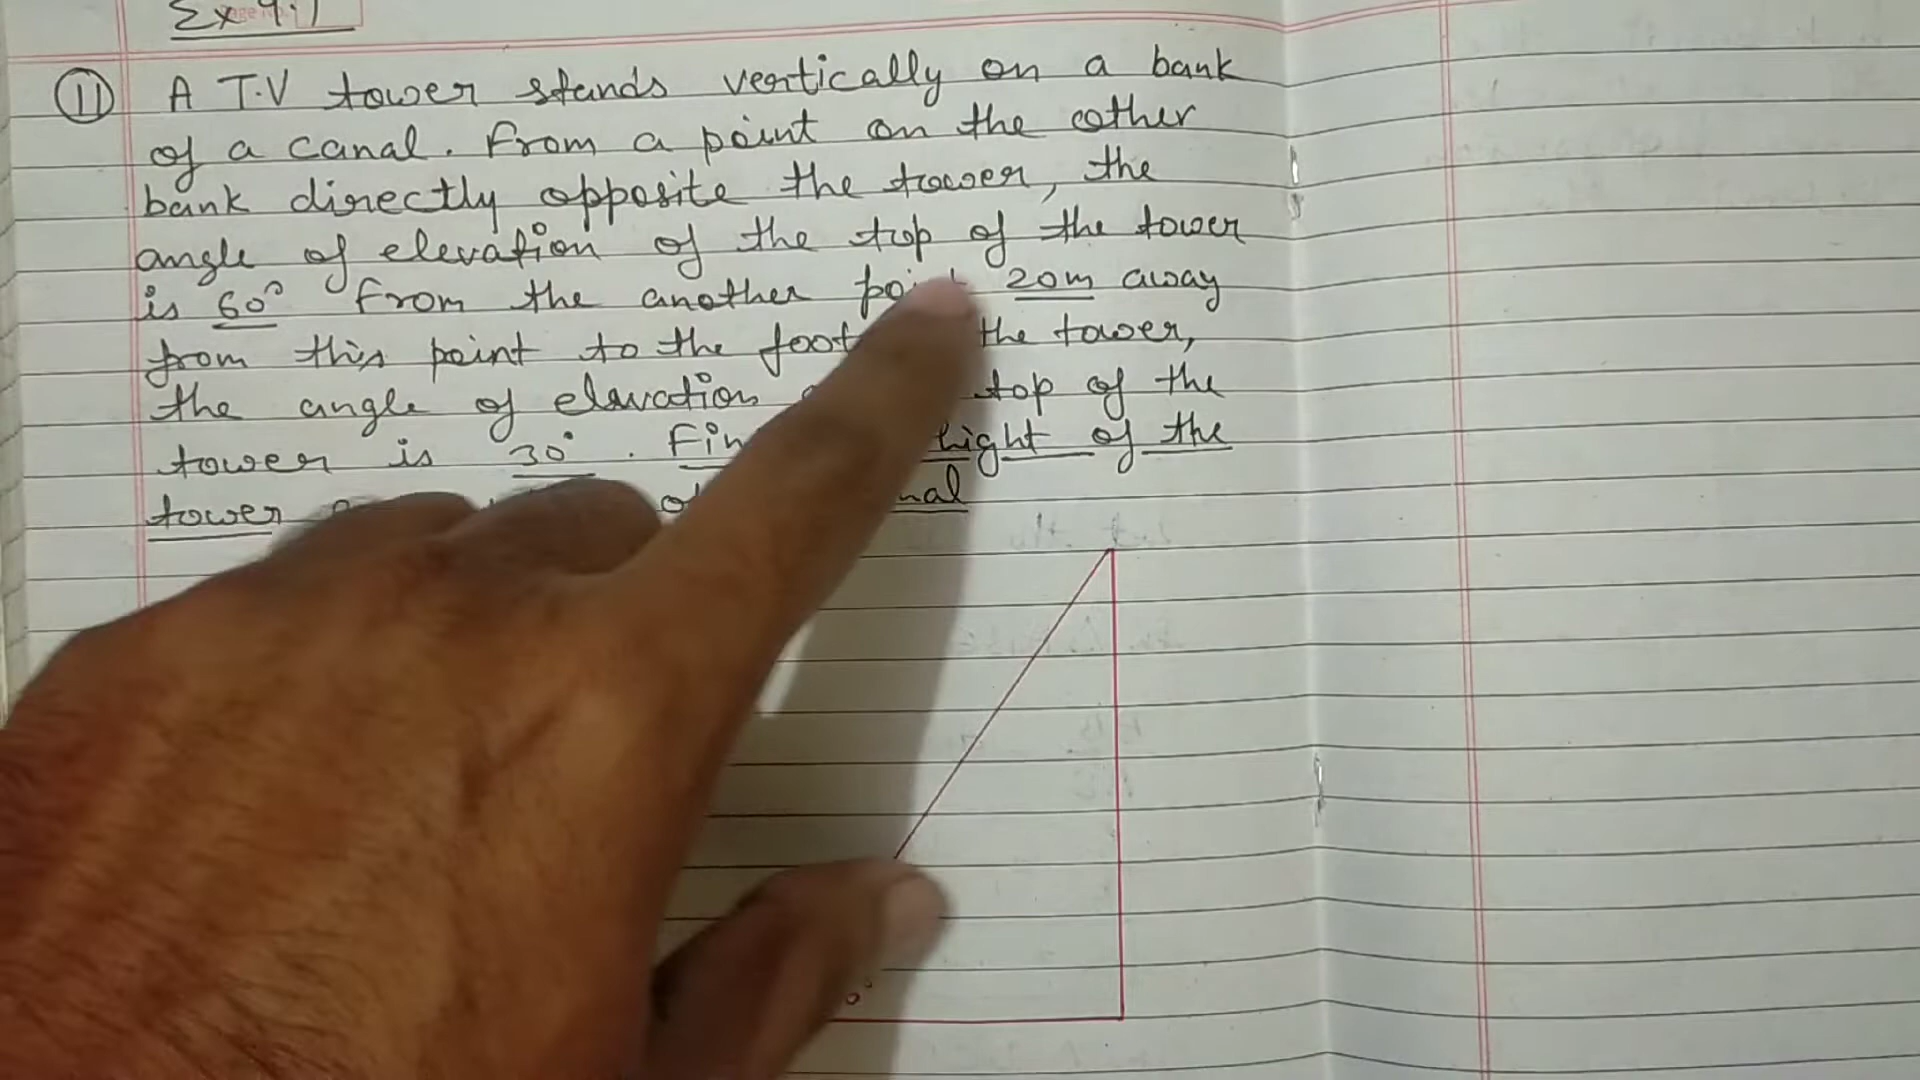 Ex 9.1
11 A T.V tower stands vertically on a bank
of a canal. From a point on the other
bank directly opposite the tower, the
angle of elevation of the top of the tower
is 60° From the another 20m away
from this point to the foot the tower,
the angle of elevation top of the
tower is 30°. hight of the
tower